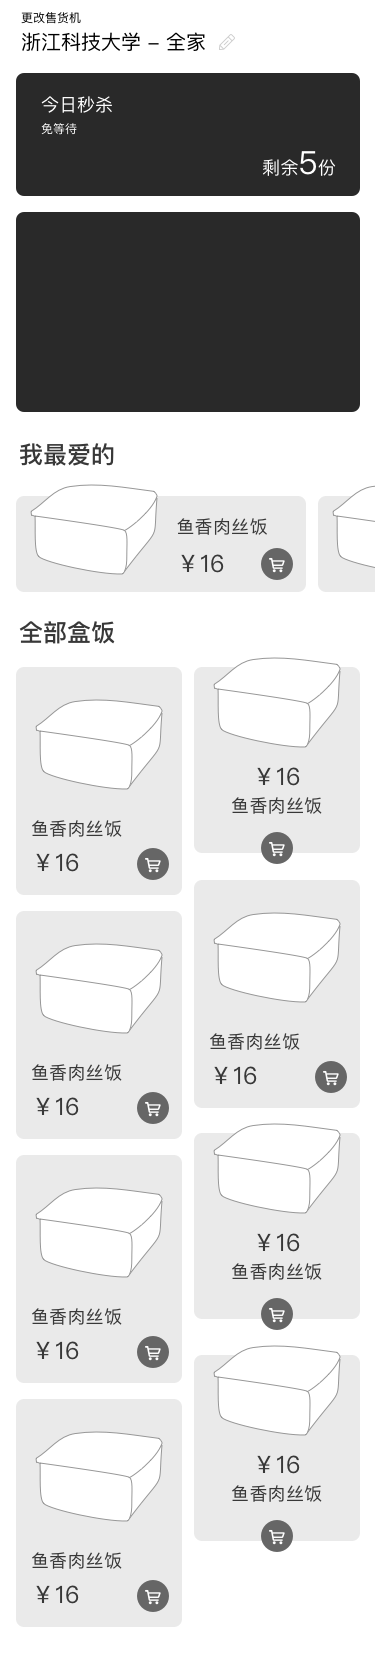 更改售货机
浙江科技大学 – 全家
今日秒杀
免等待
剩余5份
我最爱的
鱼香肉丝饭
¥ 16
全部盒饭
鱼香肉丝饭
¥ 16
¥ 16
鱼香肉丝饭
鱼香肉丝饭
¥ 16
鱼香肉丝饭
¥ 16
鱼香肉丝饭
¥ 16
¥ 16
鱼香肉丝饭
鱼香肉丝饭
¥ 16
¥ 16
鱼香肉丝饭